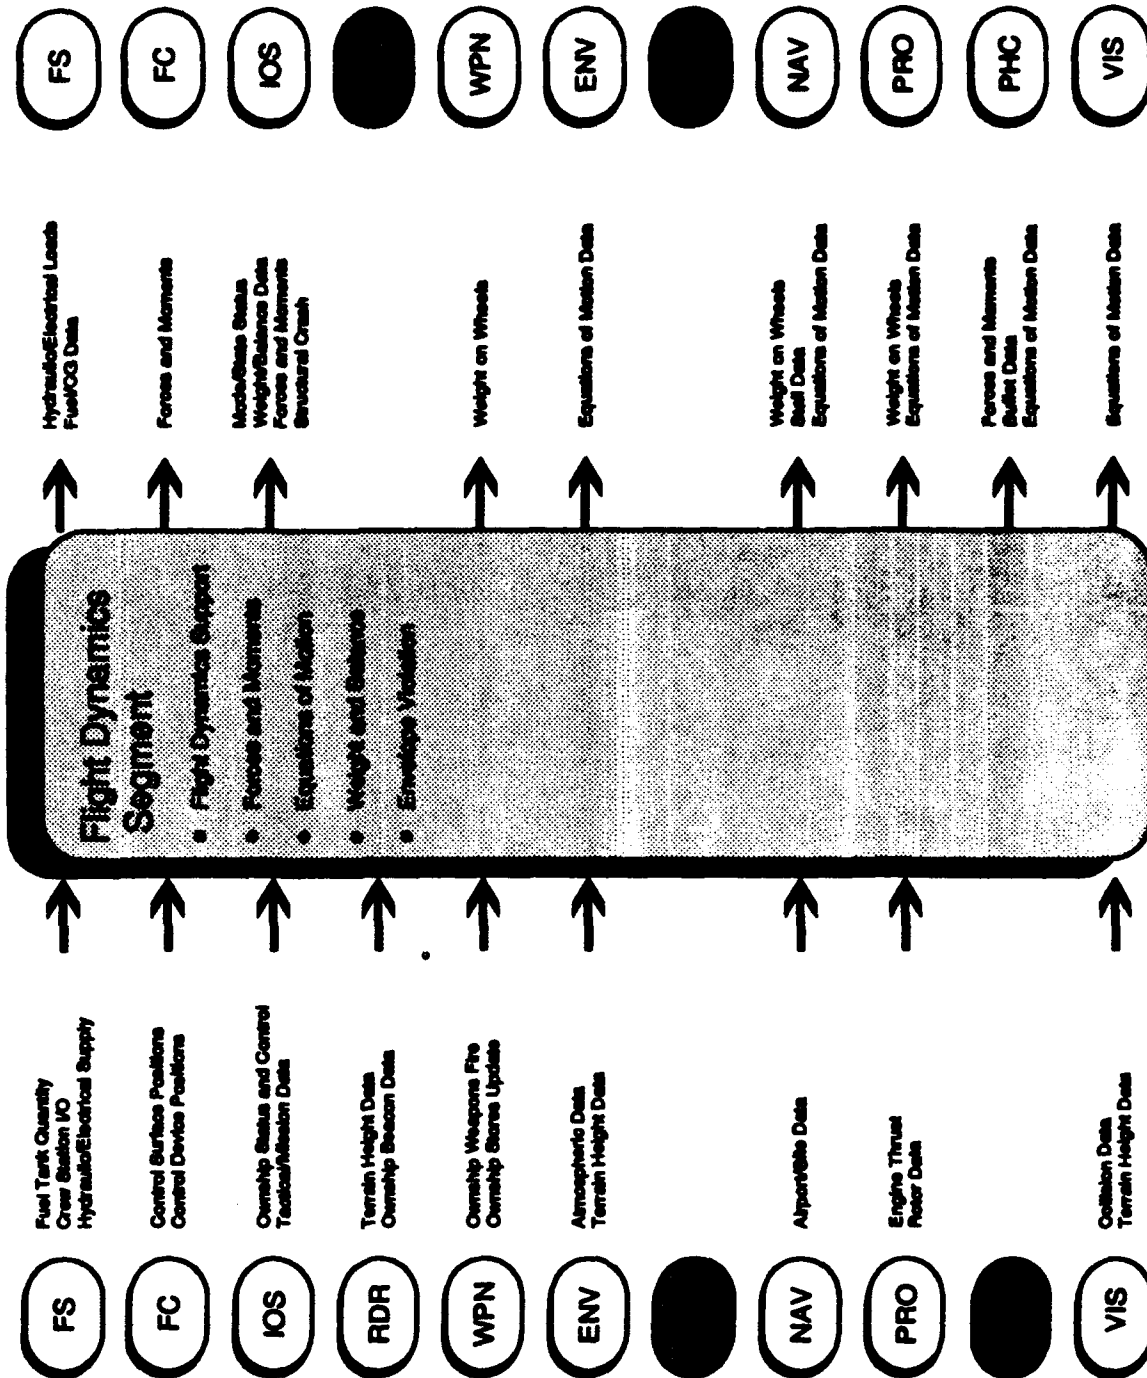 FS
Fuel Tank Quantity
Crew Station I/O
Hydraulic/Electrical Supply
FC
Control Surface Positions
Control Device Positions
IOS
Ownship Status and Control
Tactical/Mission Data
RDR
Terrain Height Data
Ownship Beacon Data
WPN
Ownship Weapons Fire
Ownship Stores Update
ENV
Atmospheric Data
Terrain Height Data
NAV
Airport/Site Data
PRO
Engine Thrust
Rotor Data
VIS
Collision Data
Terrain Height Data
Flight Dynamics
Segment
• Flight Dynamics Support
• Forces and Moments
• Equations of Motion
• Weight and Balance
• Envelope Violation
Hydraulic/Electrical Loads
Fuel/CG Data
FS
Forces and Moments
FC
Mode/State Status
Weight/Balance Data
Forces and Moments
Structural Crash
IOS
Weight on Wheels
WPN
Equations of Motion Data
ENV
Weight on Wheels
Stall Data
Equations of Motion Data
NAV
Weight on Wheels
Equations of Motion Data
PRO
Forces and Moments
Buffet Data
Equations of Motion Data
PHC
Equations of Motion Data
VIS